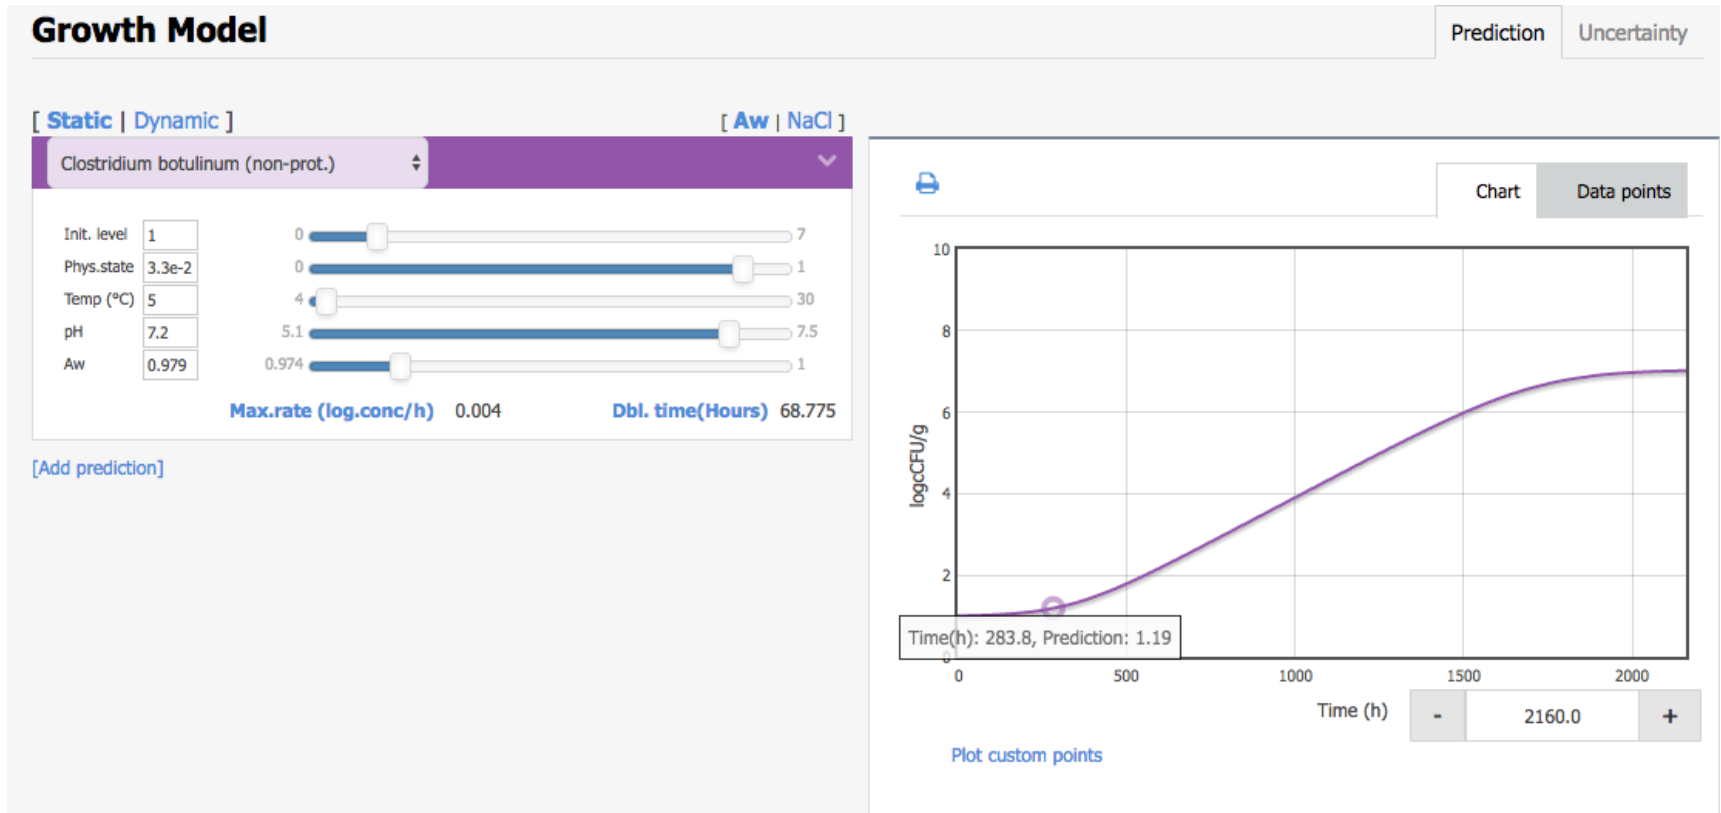 Growth Model
Prediction Uncertainty
[ Static | Dynamic ] [ Aw | NaCl ]
Clostridium botulinum (non-prot.)
Init. level 1 0 7
Phys.state 3.3e-2 0 1
Temp (°C) 5 4 30
pH 7.2 5.1 7.5
Aw 0.979 0.974 1
Max.rate (log.conc/h) 0.004 Dbl. time(Hours) 68.775
[Add prediction]
Chart Data points
10
8
6
4
2
0
logcCFU/g
Time(h): 283.8, Prediction: 1.19
0 500 1000 1500 2000
Time (h) - 2160.0 +
Plot custom points